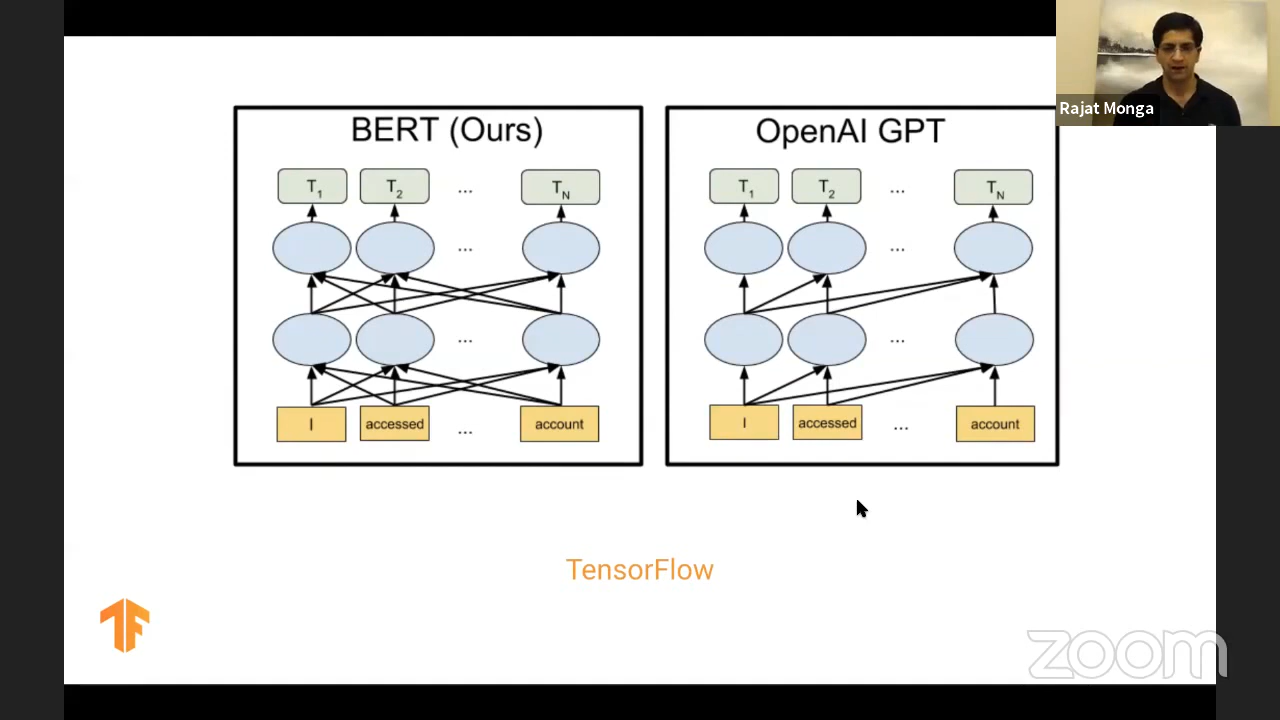 Rajat Monga
BERT (Ours)
T1 T2 ... TN
...
...
I accessed ... account
OpenAI GPT
T1 T2 ... TN
...
...
I accessed ... account
TensorFlow
zoom